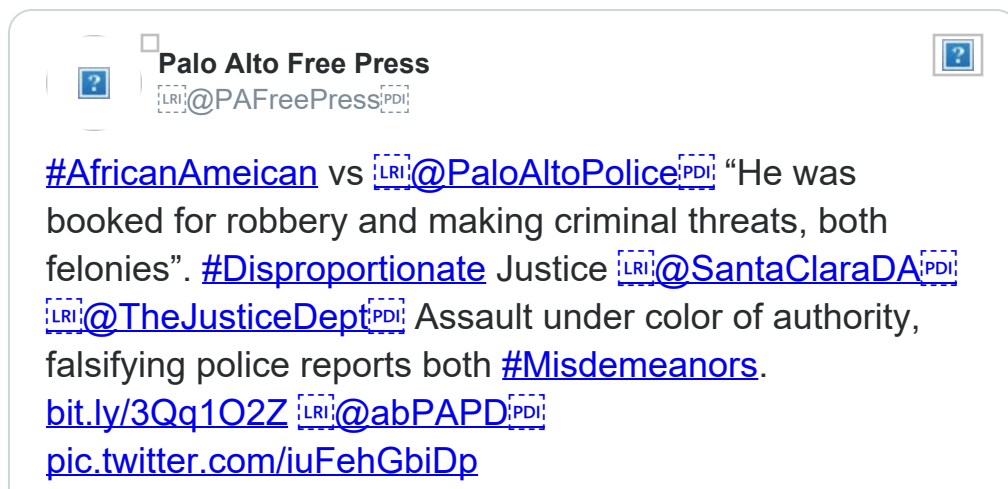 Palo Alto Free Press
@PAFreePress
#AfricanAmeican vs @PaloAltoPolice “He was
booked for robbery and making criminal threats, both
felonies”. #Disproportionate Justice @SantaClaraDA
@TheJusticeDept Assault under color of authority,
falsifying police reports both #Misdemeanors.
bit.ly/3Qq1O2Z @abPAPD
pic.twitter.com/iuFehGbiDp